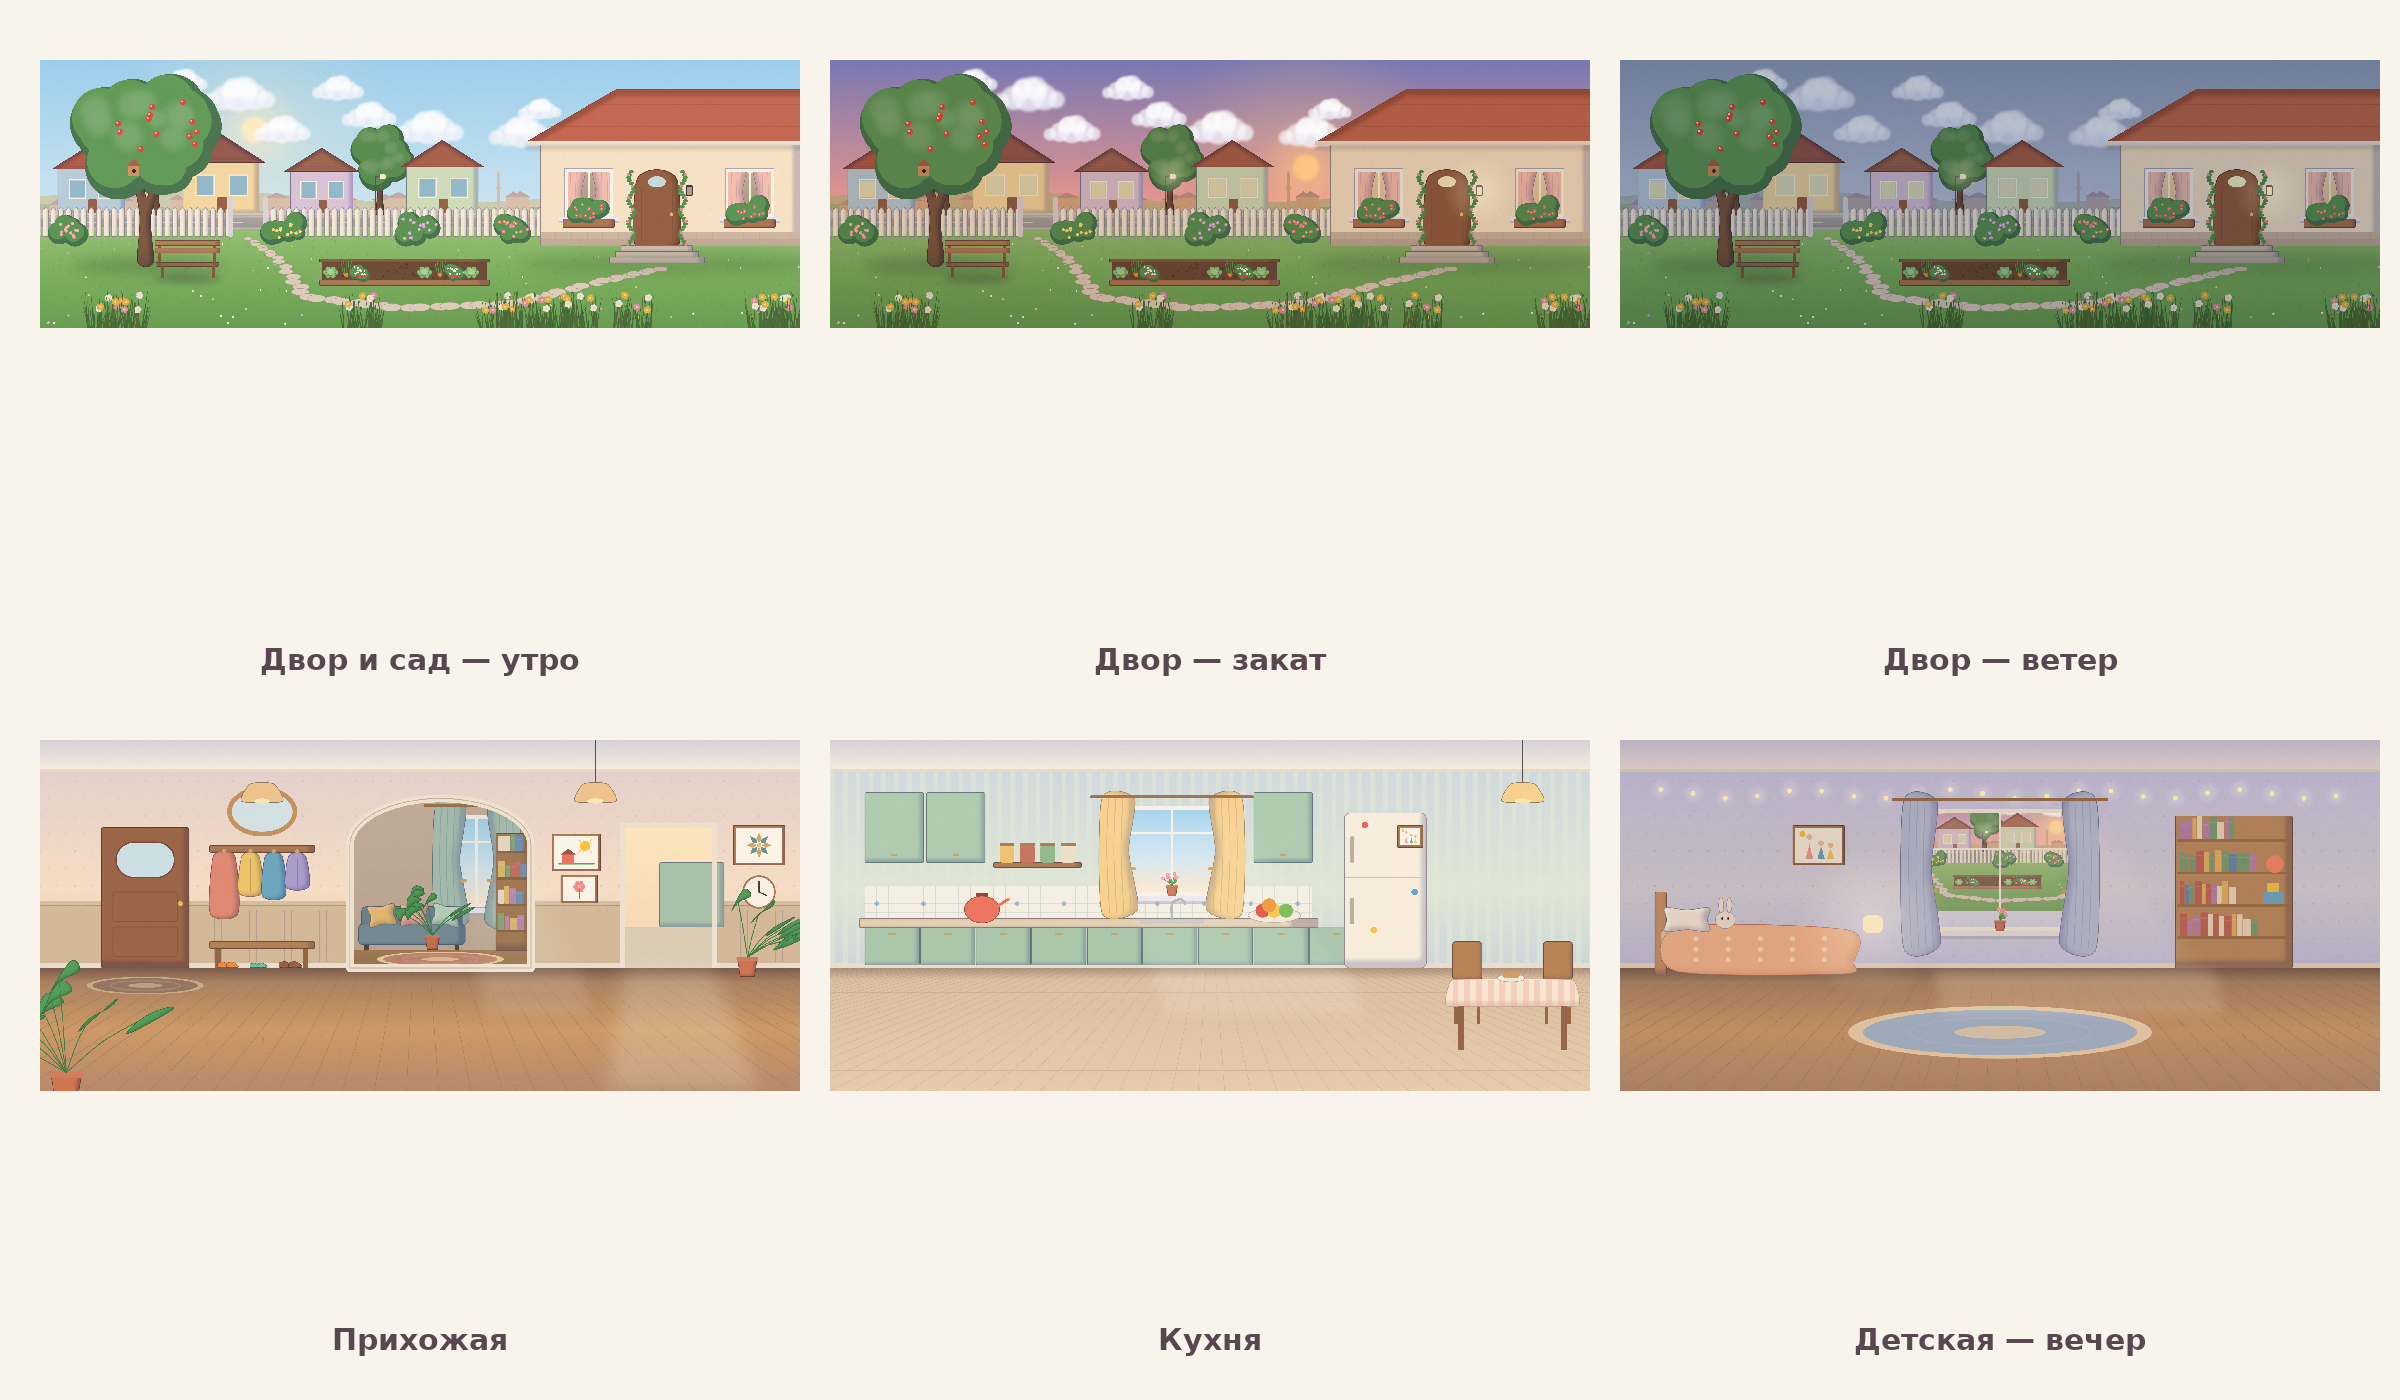 Двор и сад — утро
Двор — закат
Двор — ветер
Прихожая
Кухня
Детская — вечер